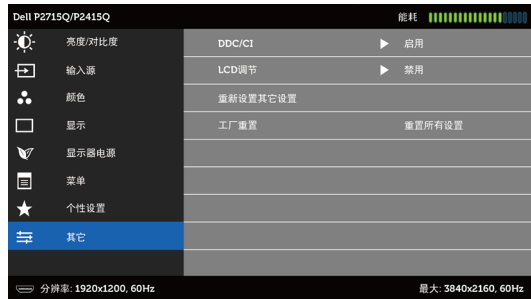 Dell P2715Q/P2415Q 能耗
亮度/对比度 DDC/CI 启用
输入源 LCD调节 禁用
颜色 重新设置其它设置
显示 工厂重置 重置所有设置
显示器电源
菜单
个性设置
其它
分辨率: 1920x1200, 60Hz 最大: 3840x2160, 60Hz